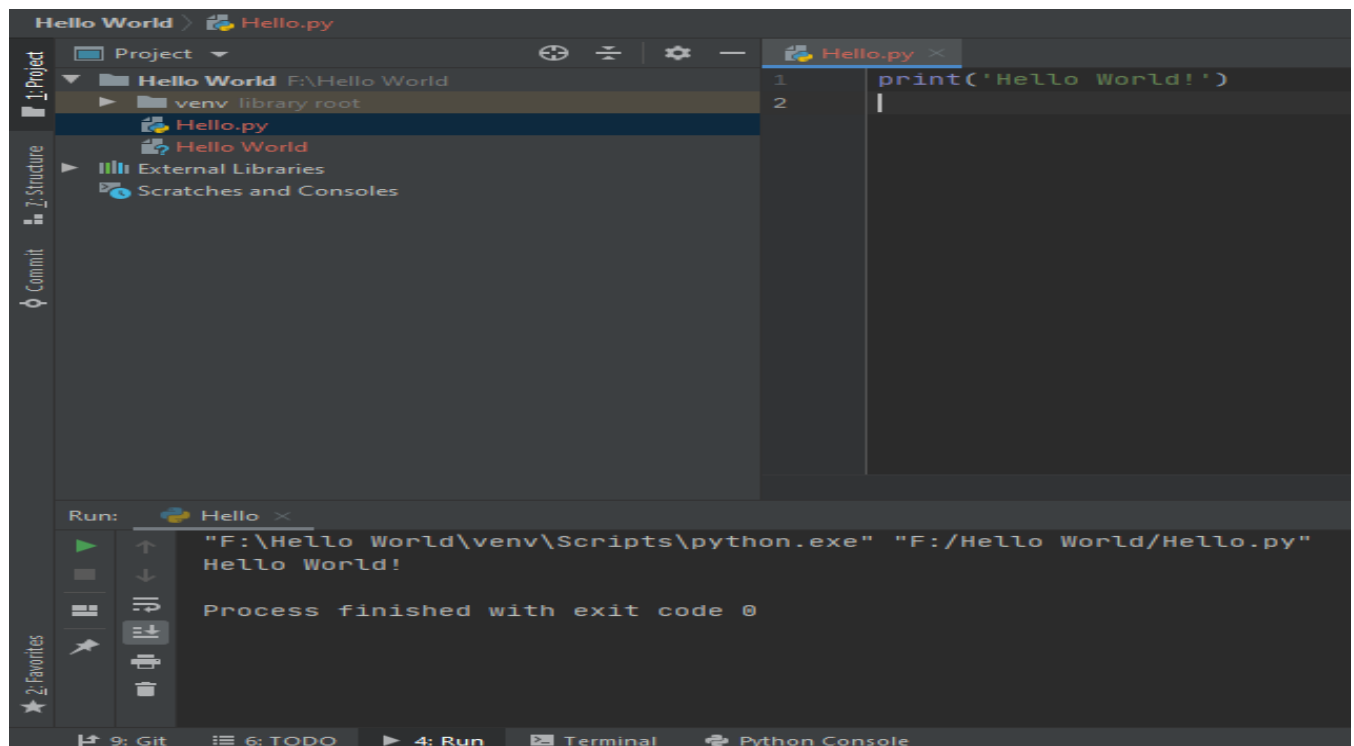 Hello World Hello.py
1: Project
Project
Hello World F:\Hello World
venv library root
Hello.py
Hello World
External Libraries
Scratches and Consoles
Hello.py
1 print('Hello World!')
2
7: Structure
Commit
2: Favorites
Run: Hello
"F:\Hello World\venv\Scripts\python.exe" "F:/Hello World/Hello.py"
Hello World!
Process finished with exit code 0
9: Git 6: TODO 4: Run Terminal Python Console